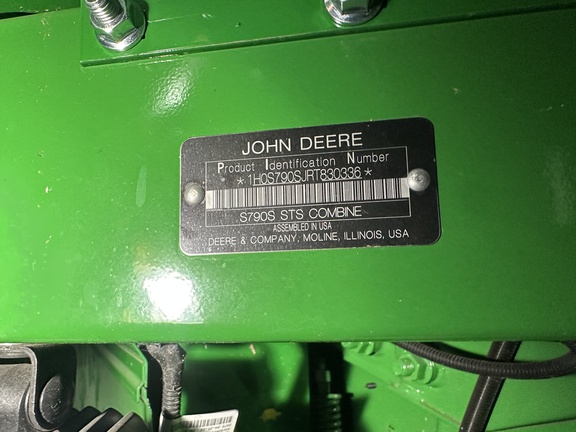 JOHN DEERE
Product Identification Number
*1H0S790SJRT830336*
S790S STS COMBINE
ASSEMBLED IN USA
DEERE & COMPANY, MOLINE, ILLINOIS, USA